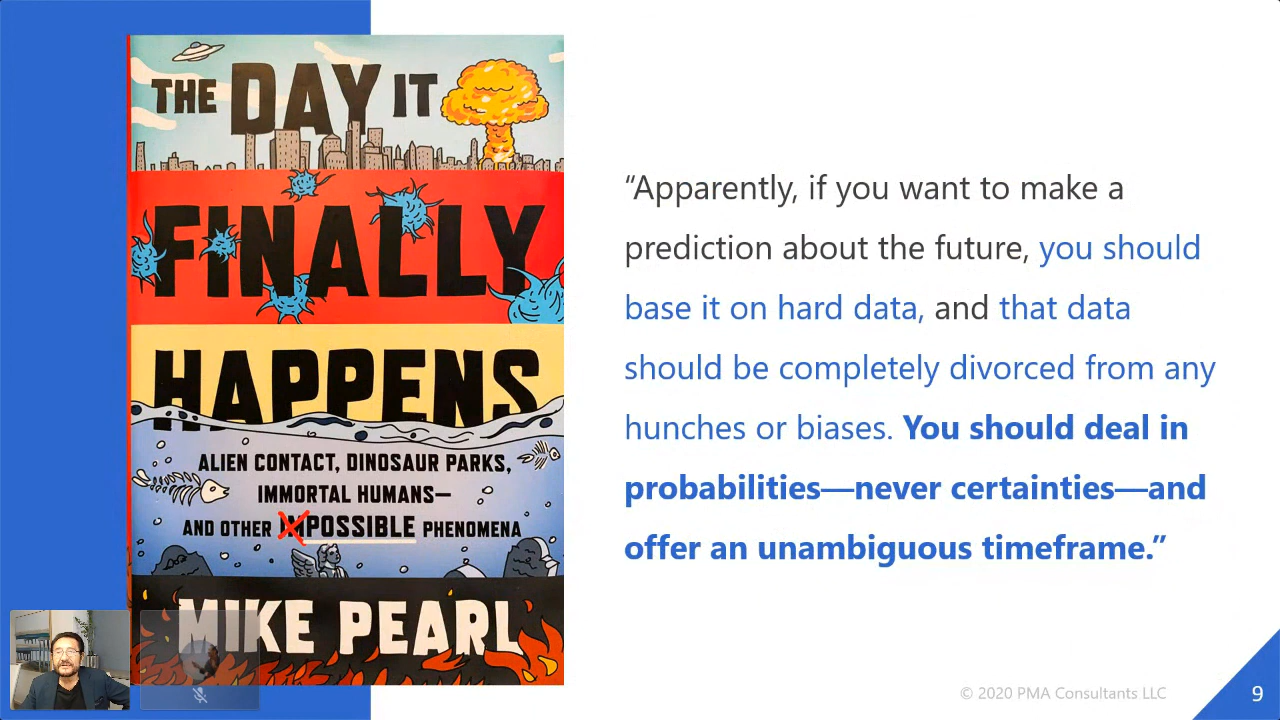 THE DAY IT
FINALLY
HAPPENS
ALIEN CONTACT, DINOSAUR PARKS,
IMMORTAL HUMANS—
AND OTHER IMPOSSIBLE PHENOMENA
MIKE PEARL
“Apparently, if you want to make a
prediction about the future, you should
base it on hard data, and that data
should be completely divorced from any
hunches or biases. You should deal in
probabilities—never certainties—and
offer an unambiguous timeframe.”
© 2020 PMA Consultants LLC
9